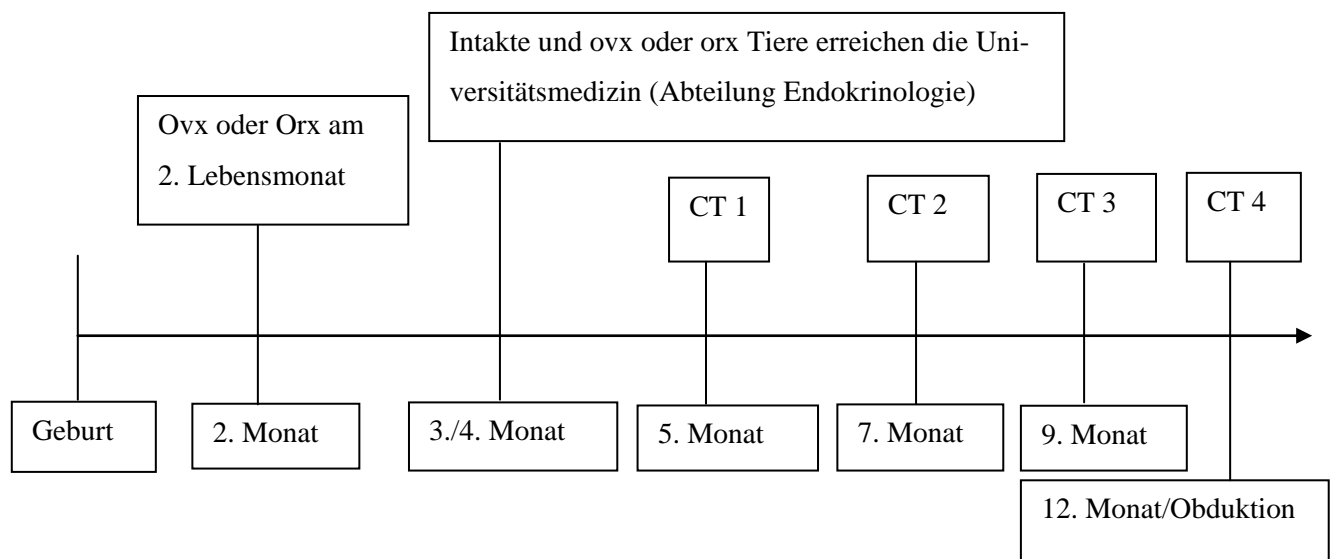 Intakte und ovx oder orx Tiere erreichen die Uni-
versitätsmedizin (Abteilung Endokrinologie)
Ovx oder Orx am
2. Lebensmonat
CT 1
CT 2
CT 3
CT 4
Geburt
2. Monat
3./4. Monat
5. Monat
7. Monat
9. Monat
12. Monat/Obduktion